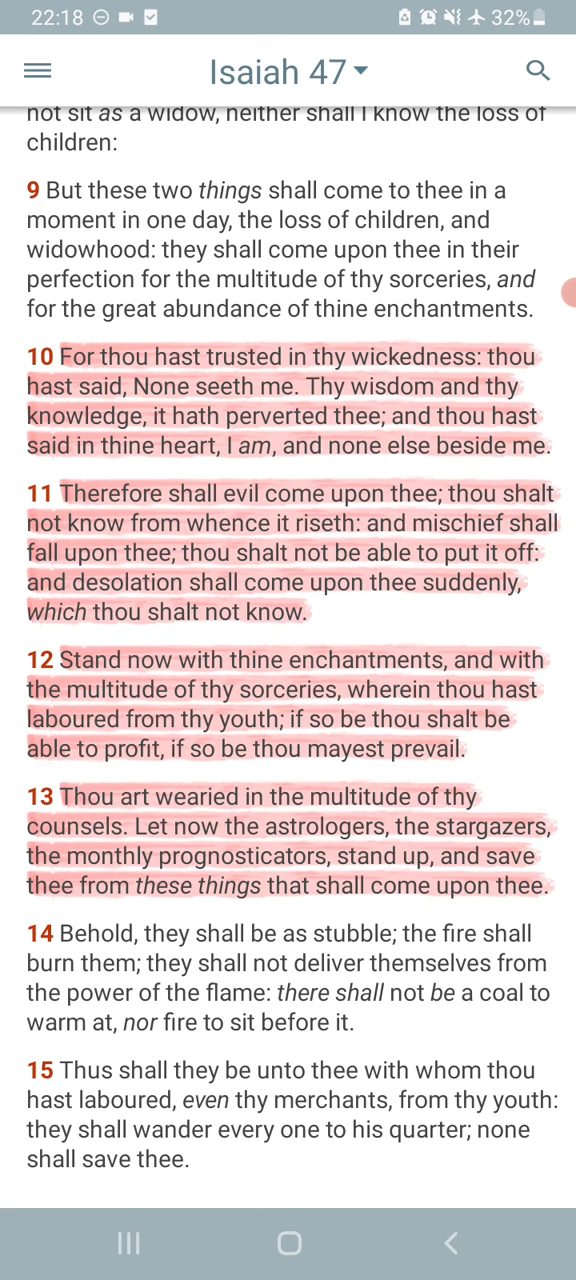 22:18 32%
Isaiah 47
not sit as a widow, neither shall I know the loss of
children:
9 But these two things shall come to thee in a
moment in one day, the loss of children, and
widowhood: they shall come upon thee in their
perfection for the multitude of thy sorceries, and
for the great abundance of thine enchantments.
10 For thou hast trusted in thy wickedness: thou
hast said, None seeth me. Thy wisdom and thy
knowledge, it hath perverted thee; and thou hast
said in thine heart, I am, and none else beside me.
11 Therefore shall evil come upon thee; thou shalt
not know from whence it riseth: and mischief shall
fall upon thee; thou shalt not be able to put it off:
and desolation shall come upon thee suddenly,
which thou shalt not know.
12 Stand now with thine enchantments, and with
the multitude of thy sorceries, wherein thou hast
laboured from thy youth; if so be thou shalt be
able to profit, if so be thou mayest prevail.
13 Thou art wearied in the multitude of thy
counsels. Let now the astrologers, the stargazers,
the monthly prognosticators, stand up, and save
thee from these things that shall come upon thee.
14 Behold, they shall be as stubble; the fire shall
burn them; they shall not deliver themselves from
the power of the flame: there shall not be a coal to
warm at, nor fire to sit before it.
15 Thus shall they be unto thee with whom thou
hast laboured, even thy merchants, from thy youth:
they shall wander every one to his quarter; none
shall save thee.